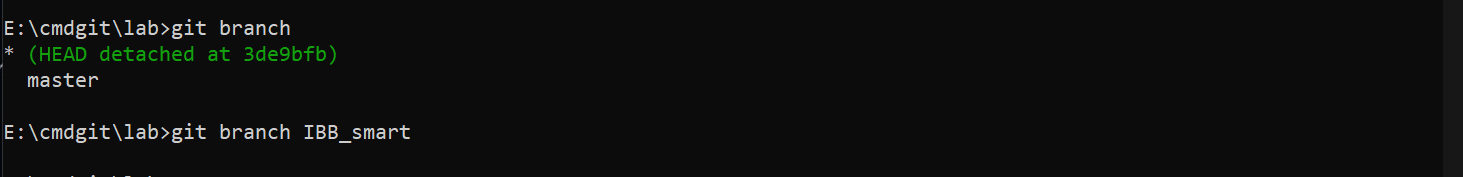 E:\cmdgit\lab>git branch
* (HEAD detached at 3de9bfb)
  master
E:\cmdgit\lab>git branch IBB_smart